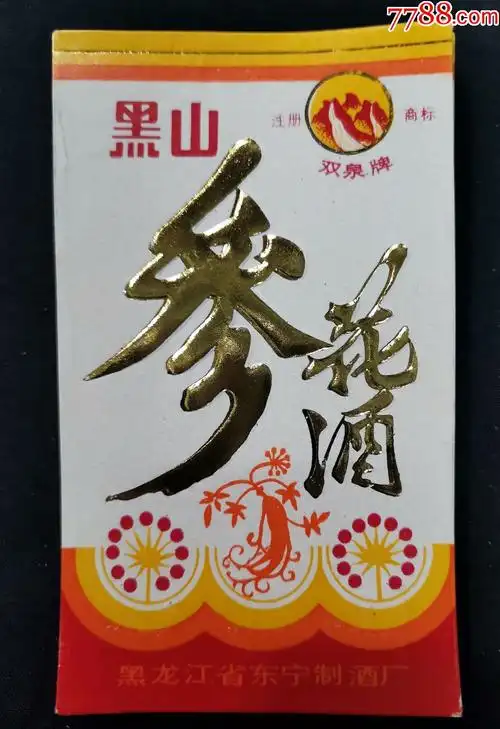 7788.com
黑山
注册 商标
双泉牌
参花酒
黑龙江省东宁制酒厂